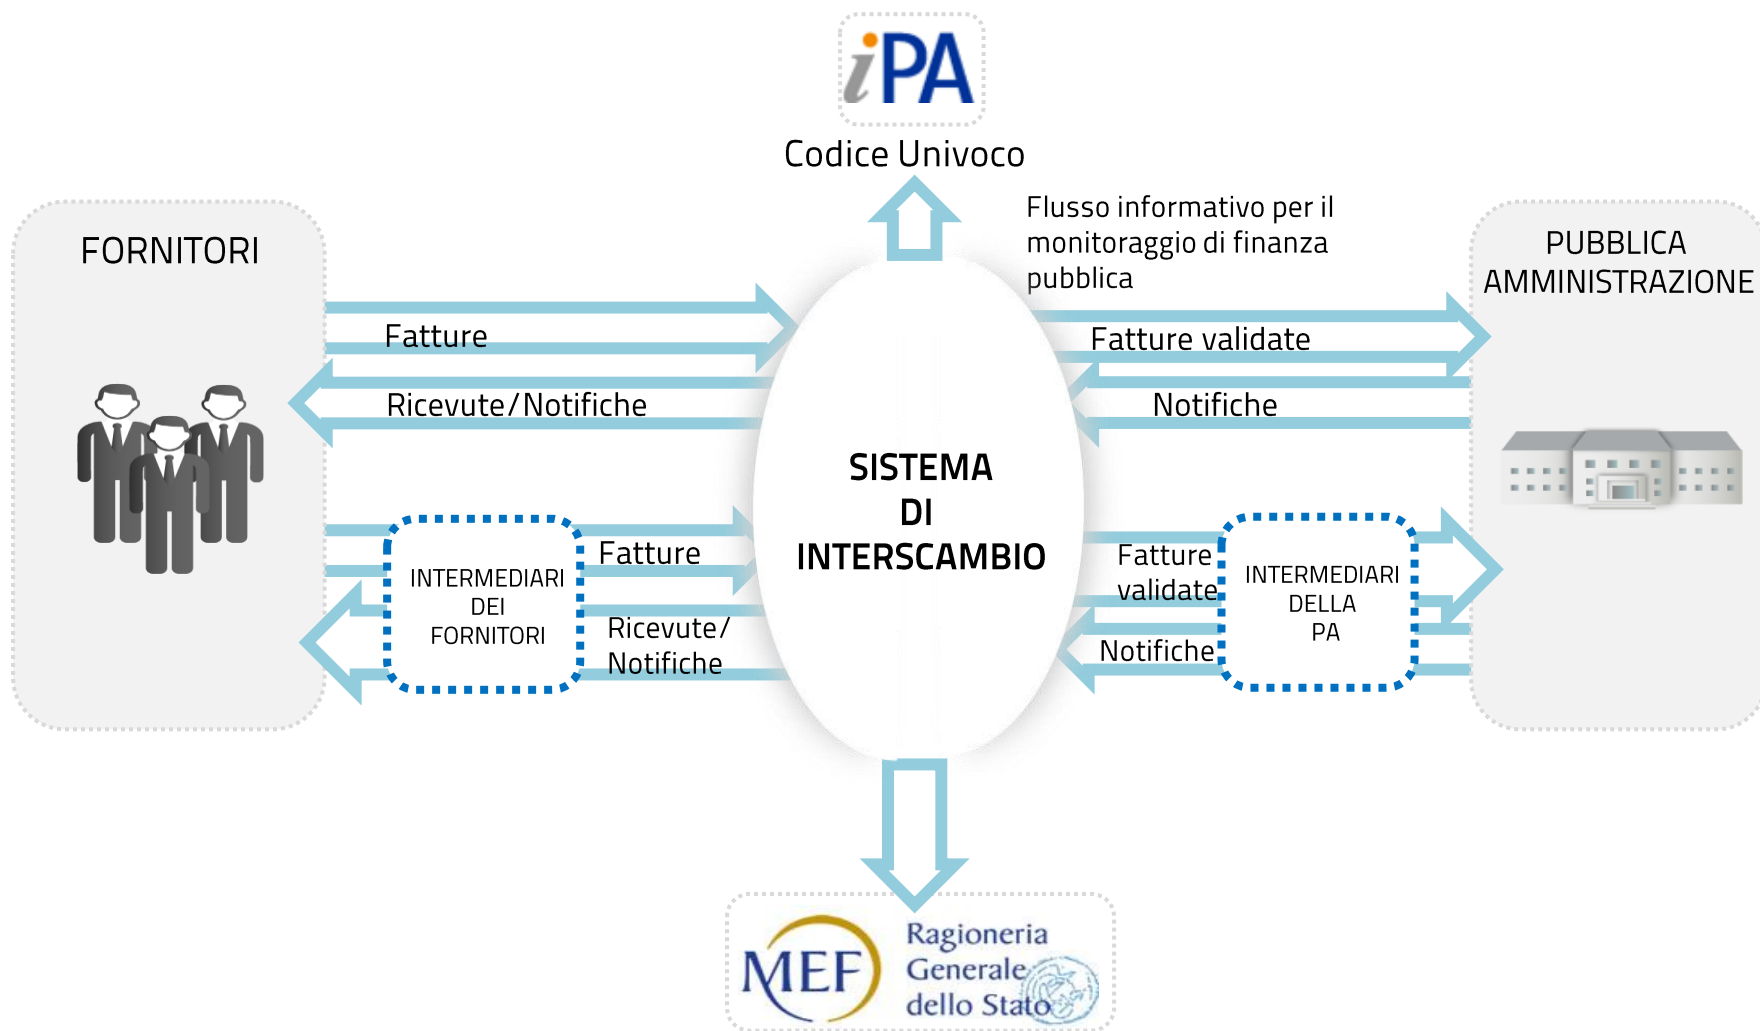 iPA
Codice Univoco
Flusso informativo per il
monitoraggio di finanza
pubblica
FORNITORI
PUBBLICA
AMMINISTRAZIONE
Fatture
Fatture validate
Ricevute/Notifiche
Notifiche
SISTEMA
DI
INTERSCAMBIO
INTERMEDIARI
DEI
FORNITORI
Fatture
Ricevute/
Notifiche
Fatture
validate
Notifiche
INTERMEDIARI
DELLA
PA
MEF
Ragioneria
Generale
dello Stato